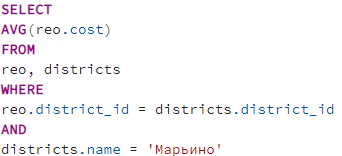 SELECT
AVG(reo.cost)
FROM
reo, districts
WHERE
reo.district_id = districts.district_id
AND
districts.name = 'Марьино'